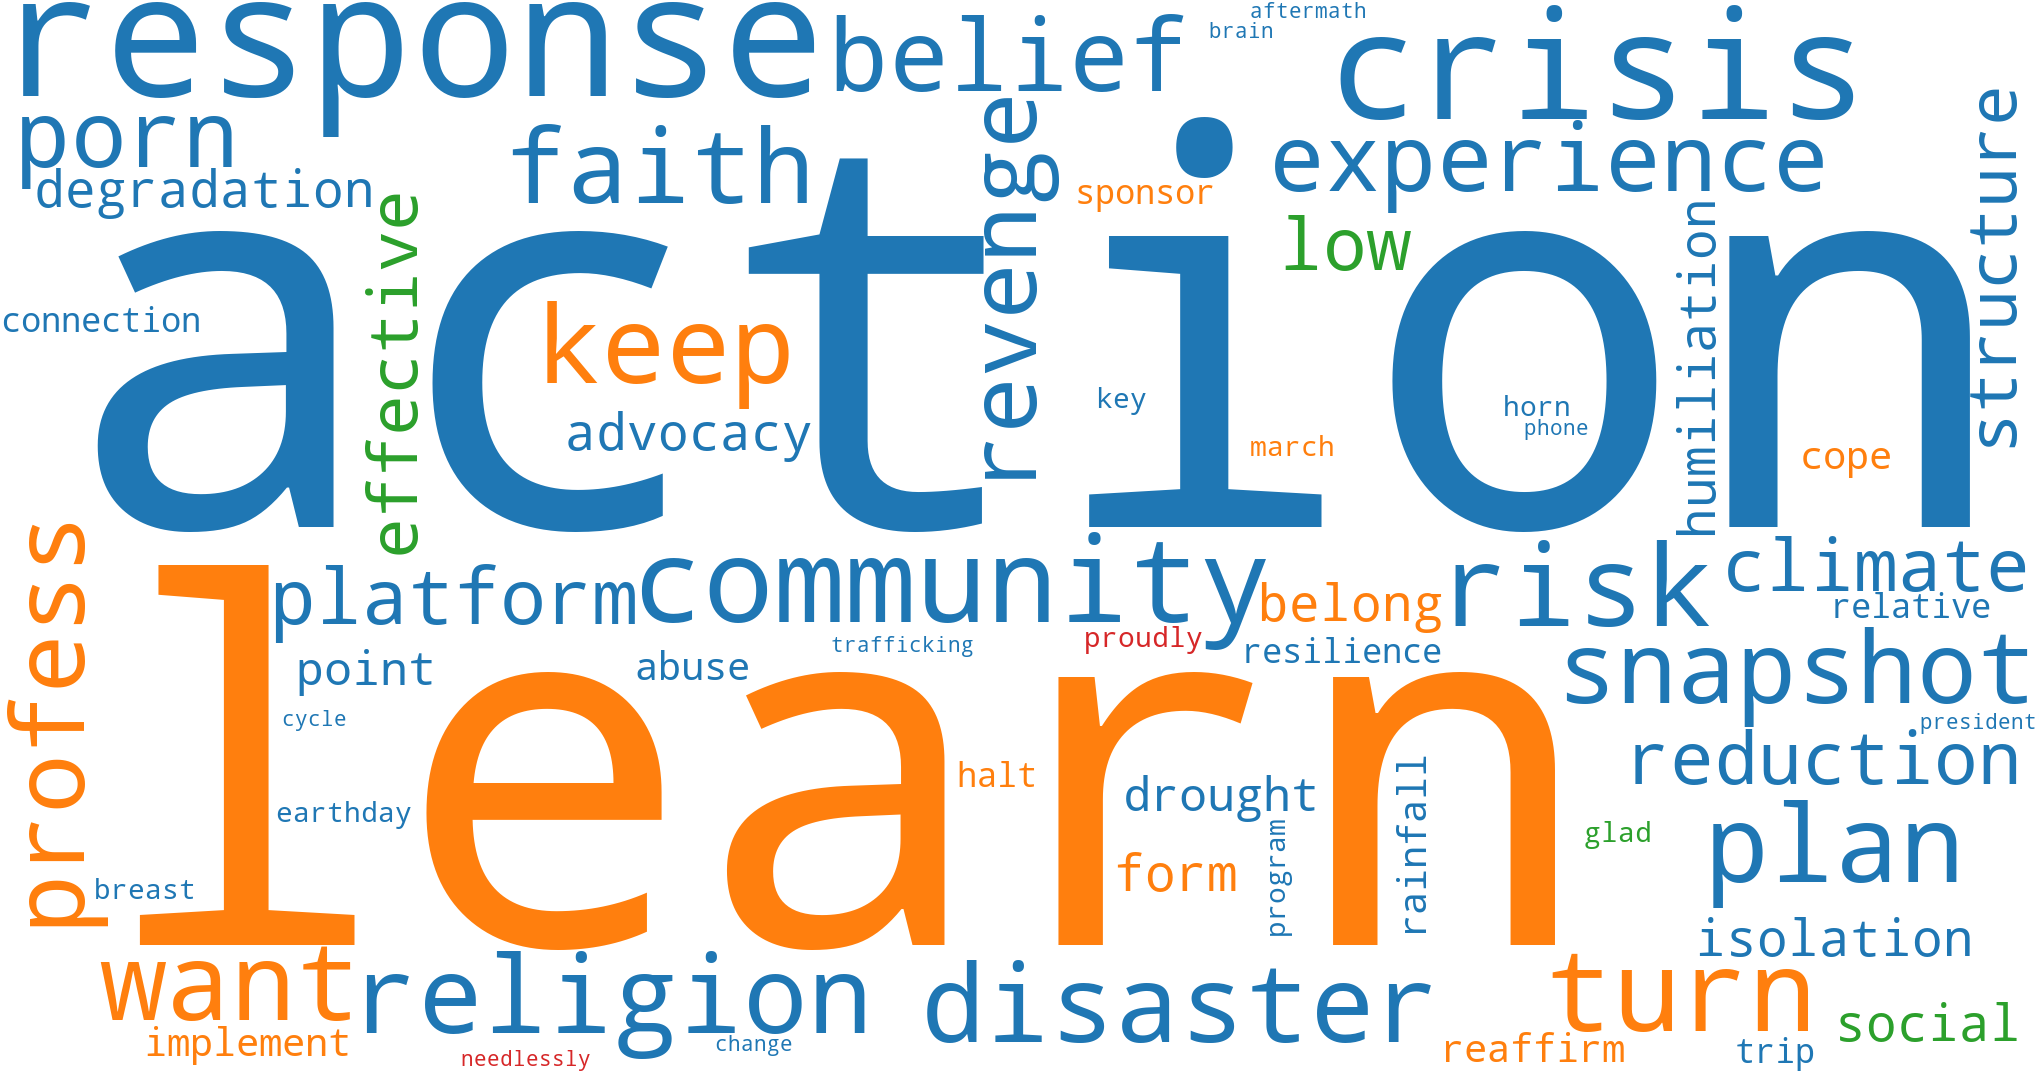 response
belief
aftermath
brain
crisis
porn
degradation
faith
revenge
sponsor
experience
low
structure
humiliation
effective
connection
action
keep
advocacy
key
march
horn
phone
cope
profess
platform
community
belong
risk
climate
relative
point
abuse
trafficking
proudly
resilience
snapshot
cycle
president
learn
reduction
earthday
halt
drought
rainfall
program
form
glad
plan
breast
isolation
want
religion
disaster
turn
social
implement
needlessly
change
reaffirm
trip